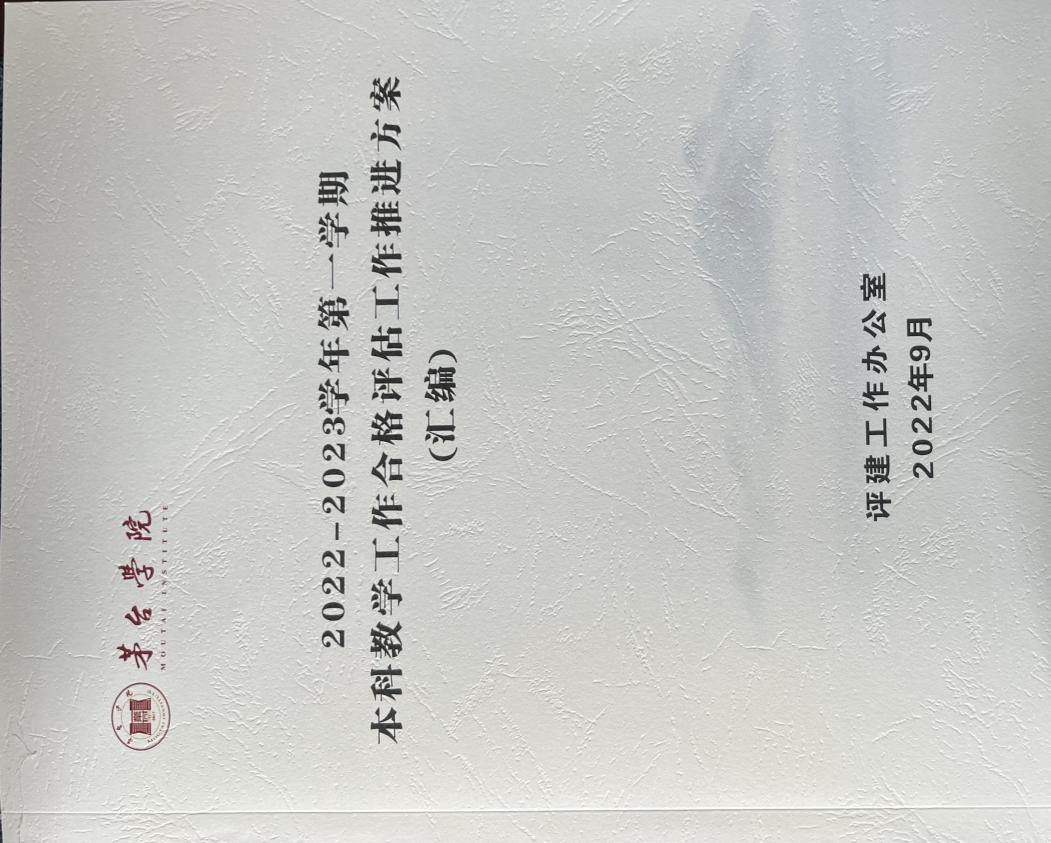 茅台学院
MOUTAI INSTITUTE
2022-2023学年第一学期
本科教学工作合格评估工作推进方案
(汇编)
评建工作办公室
2022年9月